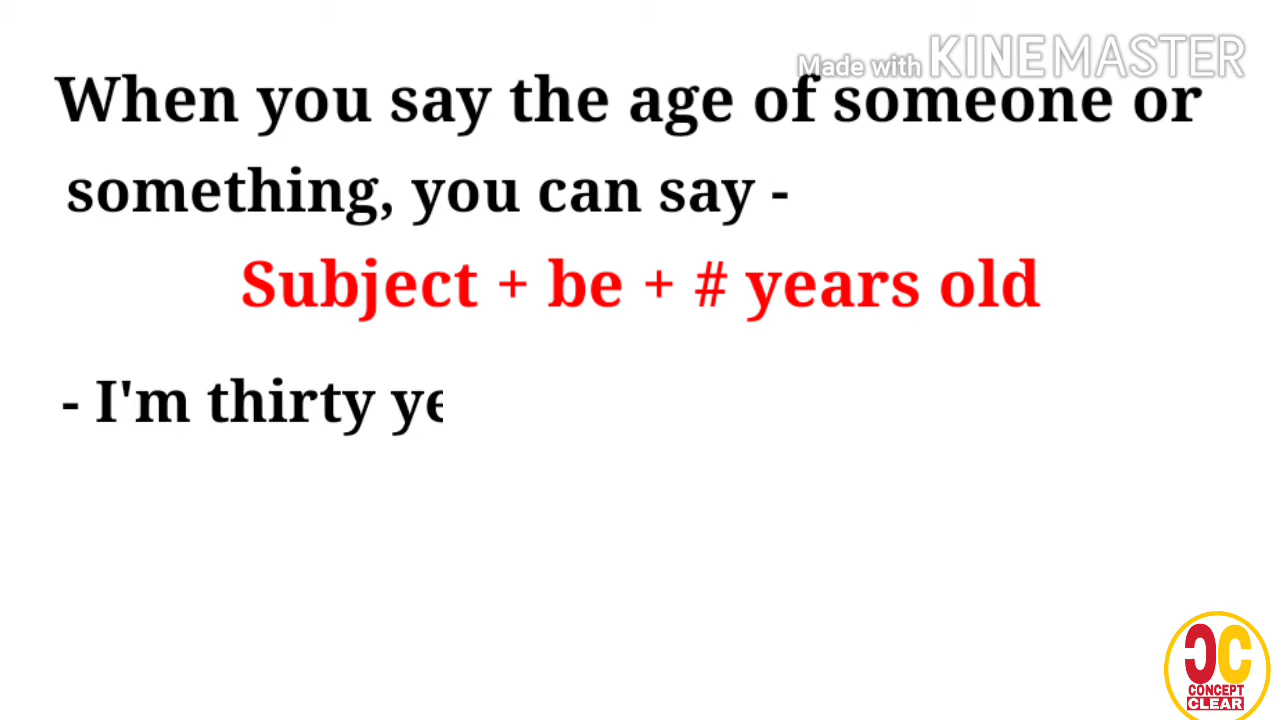 Made with KINEMASTER
When you say the age of someone or
something, you can say -
Subject + be + # years old
- I'm thirty ye
CONCEPT
CLEAR